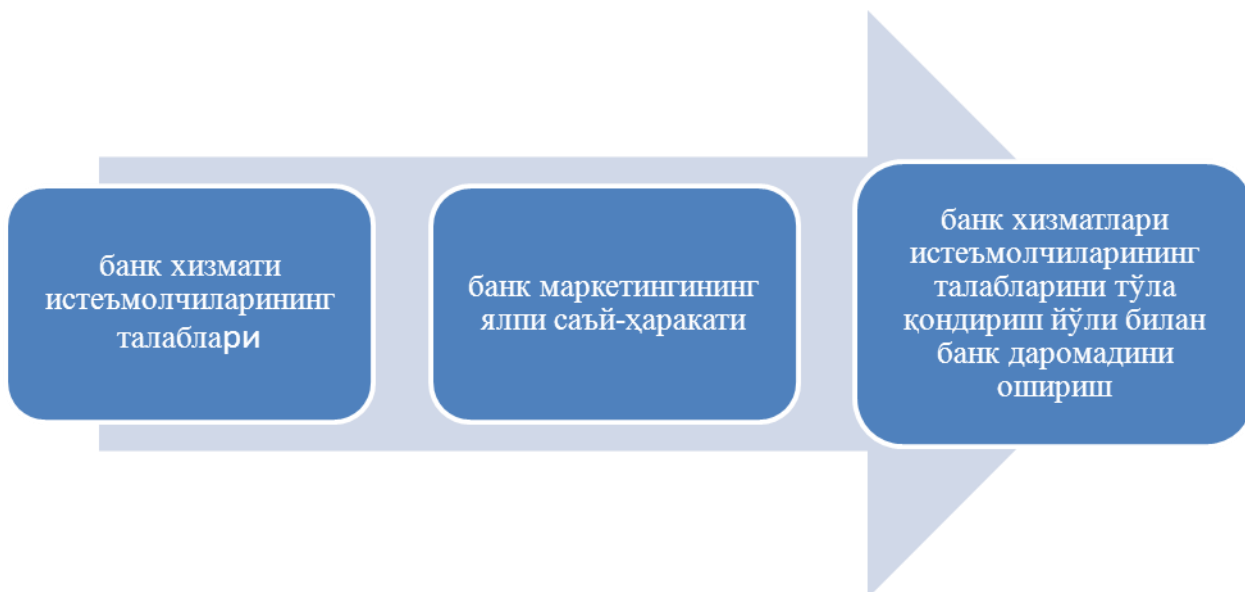 банк хизмати
истеъмолчиларининг
талаблари
банк маркетингининг
ялпи саъй-ҳаракати
банк хизматлари
истеъмолчиларининг
талабларини тўла
қондириш йўли билан
банк даромадини
ошириш